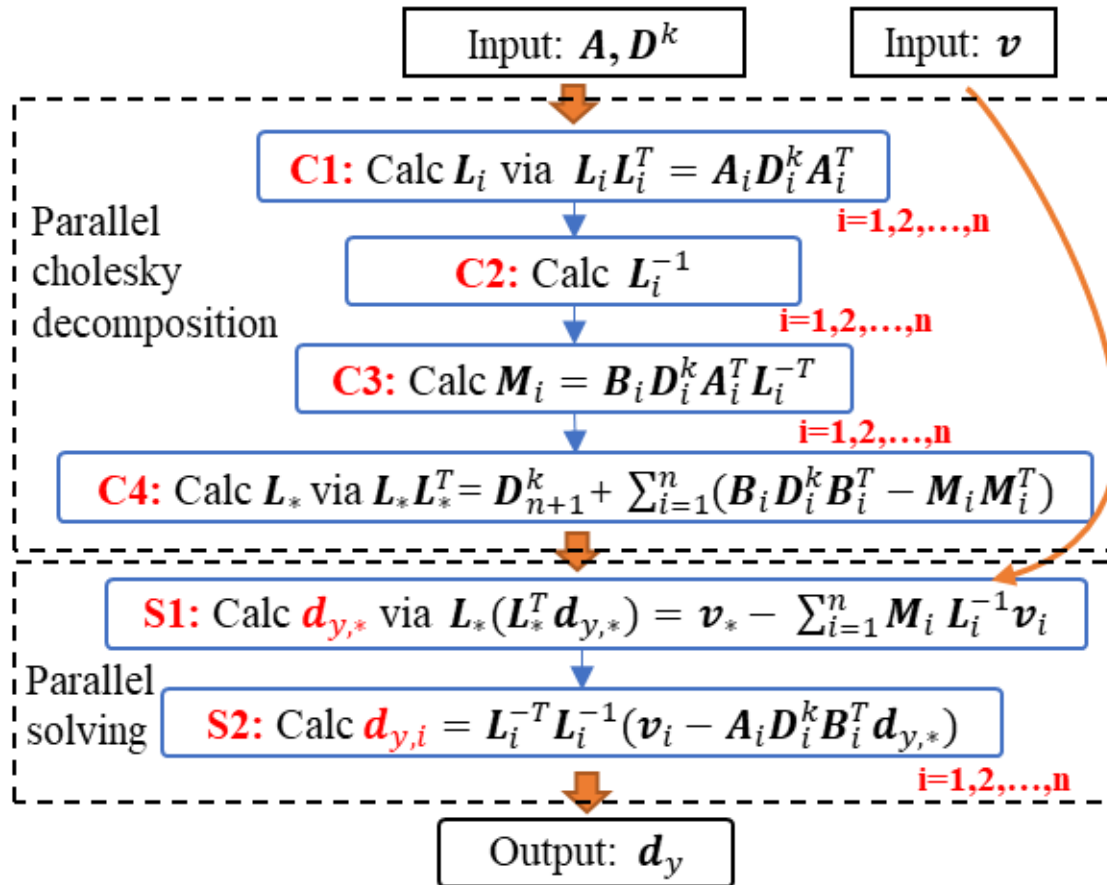 Input: A, D^k
Input: v
C1: Calc L_i via L_i L_i^T = A_i D_i^k A_i^T
i=1,2,...,n
Parallel
cholesky
decomposition
C2: Calc L_i^{-1}
i=1,2,...,n
C3: Calc M_i = B_i D_i^k A_i^T L_i^{-T}
i=1,2,...,n
C4: Calc L_* via L_* L_*^T = D_{n+1}^k + ∑_{i=1}^n (B_i D_i^k B_i^T − M_i M_i^T)
S1: Calc d_{y,*} via L_*(L_*^T d_{y,*}) = v_* − ∑_{i=1}^n M_i L_i^{-1} v_i
Parallel
solving
S2: Calc d_{y,i} = L_i^{-T} L_i^{-1} (v_i − A_i D_i^k B_i^T d_{y,*})
i=1,2,...,n
Output: d_y